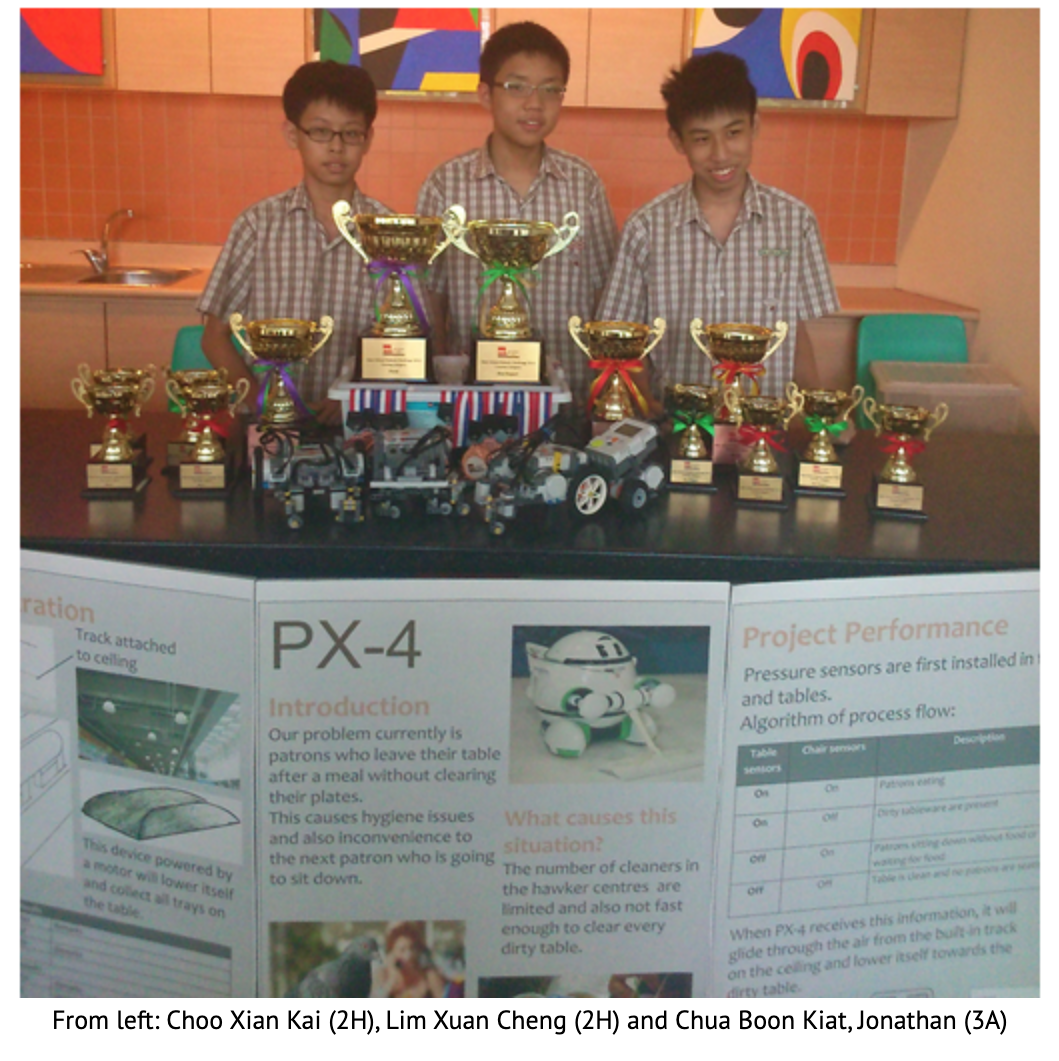 ration
Track attached
to ceiling
This device powered by
a motor will lower itself
and collect all trays on
the table.
PX-4
Introduction
Our problem currently is
patrons who leave their table
after a meal without clearing
their plates.
This causes hygiene issues
and also inconvenience to
the next patron who is going
to sit down.
What causes this
situation?
The number of cleaners in
the hawker centres are
limited and also not fast
enough to clear every
dirty table.
Project Performance
Pressure sensors are first installed in
and tables.
Algorithm of process flow:
Table sensors Chair sensors Description
On On Patrons eating
On Off Dirty tableware are present
Off On Patrons sitting down without food or
waiting for food
Off Off Table is clean and no patrons are
When PX-4 receives this information, it will
glide through the air from the built-in track
on the ceiling and lower itself towards the
dirty table.
From left: Choo Xian Kai (2H), Lim Xuan Cheng (2H) and Chua Boon Kiat, Jonathan (3A)